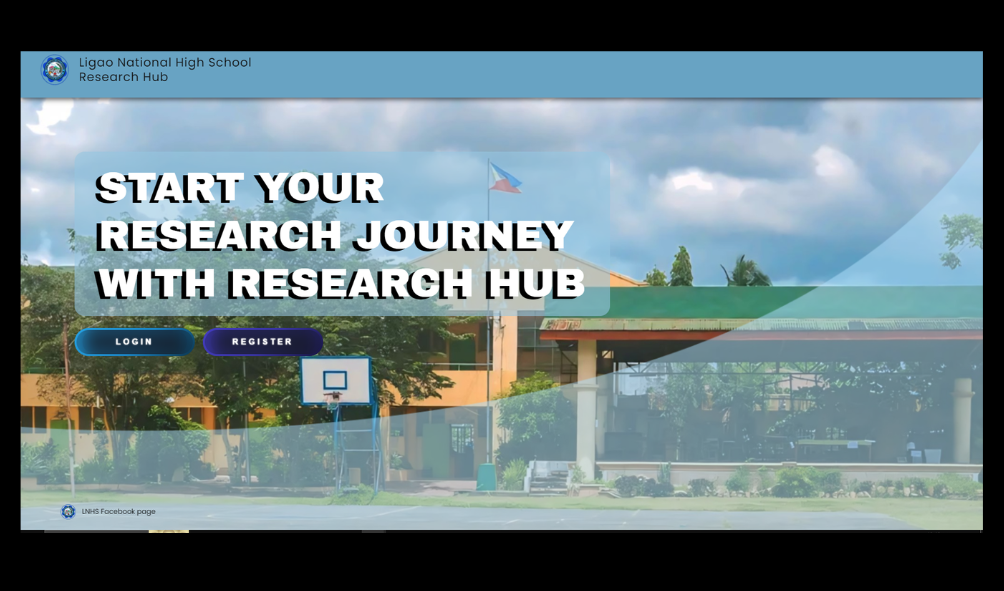 Ligao National High School
Research Hub
START YOUR
RESEARCH JOURNEY
WITH RESEARCH HUB
LOGIN
REGISTER
LNHS Facebook page